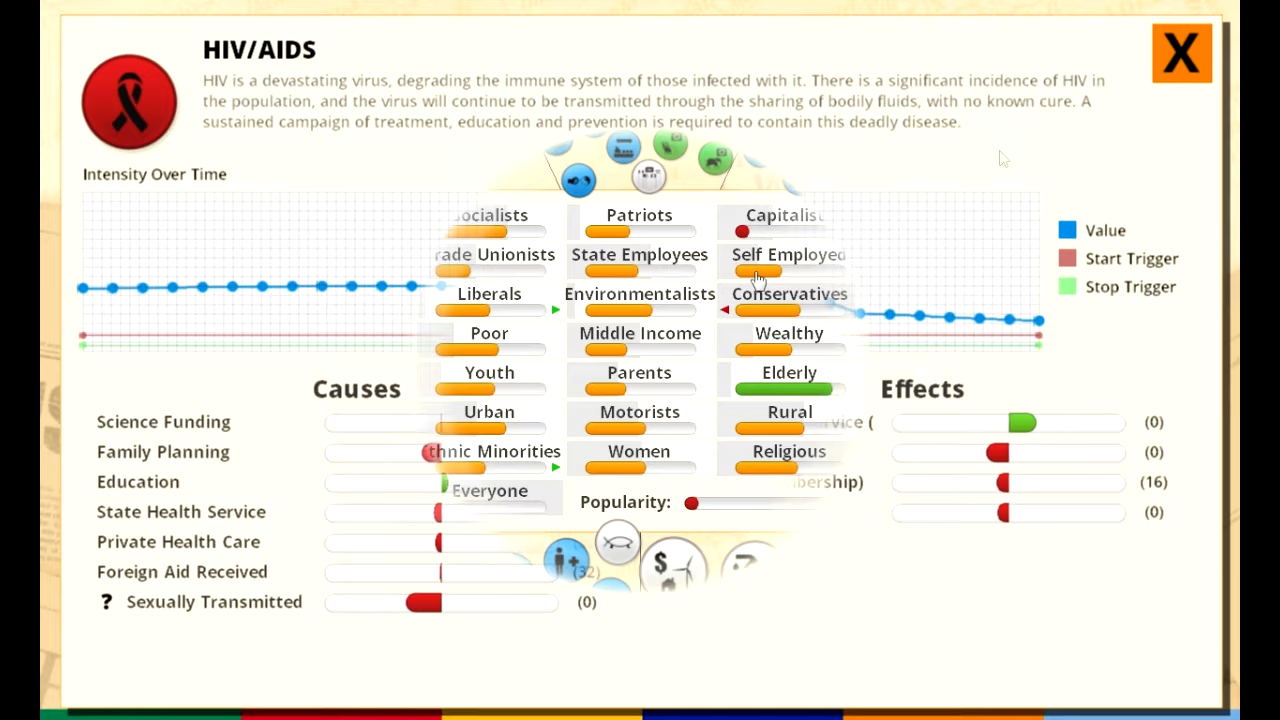 HIV/AIDS
X
HIV is a devastating virus, degrading the immune system of those infected with it. There is a significant incidence of HIV in
the population, and the virus will continue to be transmitted through the sharing of bodily fluids, with no known cure. A
sustained campaign of treatment, education and prevention is required to contain this deadly disease.
Intensity Over Time
Value
Start Trigger
Stop Trigger
ocialists Patriots Capitalist
rade Unionists State Employees Self Employed
Liberals Environmentalists Conservatives
Poor Middle Income Wealthy
Youth Parents Elderly
Urban Motorists Rural
thnic Minorities Women Religious
Everyone Popularity:
$
Causes
Science Funding
Family Planning
Education
State Health Service
Private Health Care
Foreign Aid Received (32)
? Sexually Transmitted (0)
Effects
rvice ( (0)
(0)
bership) (16)
(0)